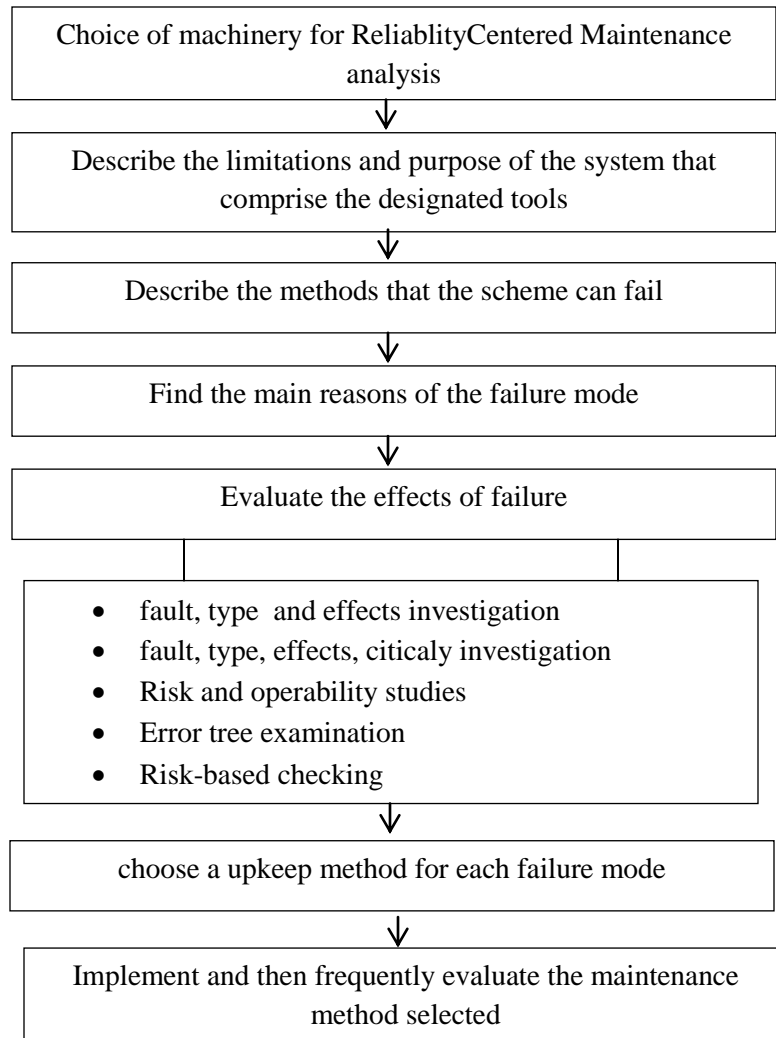 Choice of machinery for ReliablityCentered Maintenance
analysis
Describe the limitations and purpose of the system that
comprise the designated tools
Describe the methods that the scheme can fail
Find the main reasons of the failure mode
Evaluate the effects of failure
• fault, type and effects investigation
• fault, type, effects, citicaly investigation
• Risk and operability studies
• Error tree examination
• Risk-based checking
choose a upkeep method for each failure mode
Implement and then frequently evaluate the maintenance
method selected